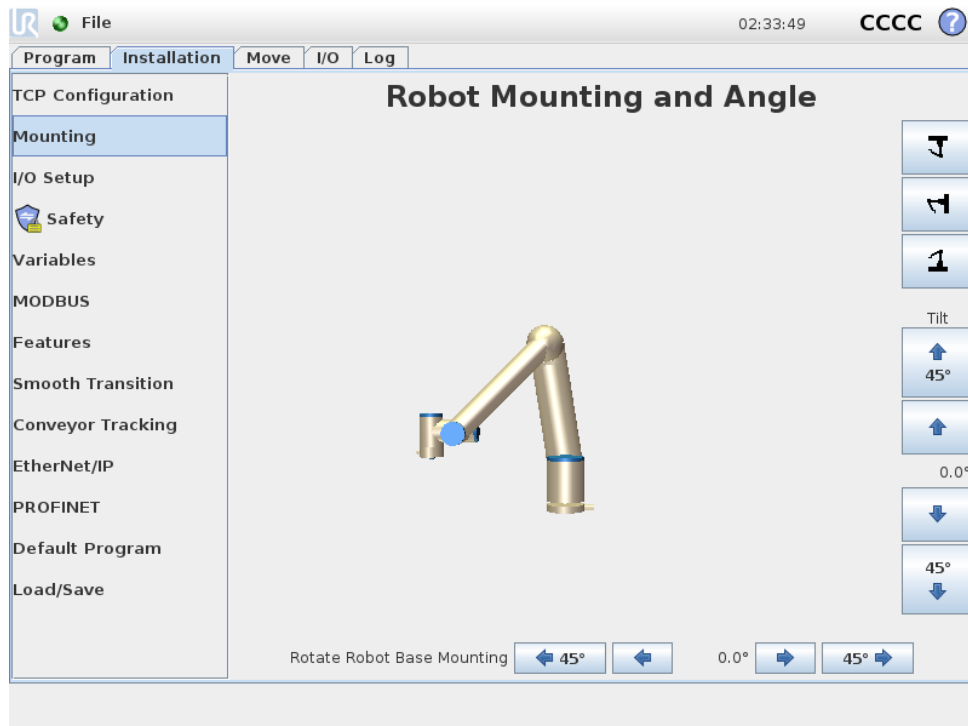 UR File 02:33:49 CCCC ?
Program Installation Move I/O Log
TCP Configuration
Mounting
I/O Setup
Safety
Variables
MODBUS
Features
Smooth Transition
Conveyor Tracking
EtherNet/IP
PROFINET
Default Program
Load/Save
Robot Mounting and Angle
Tilt
45°
0.0°
45°
Rotate Robot Base Mounting 45° 0.0° 45°